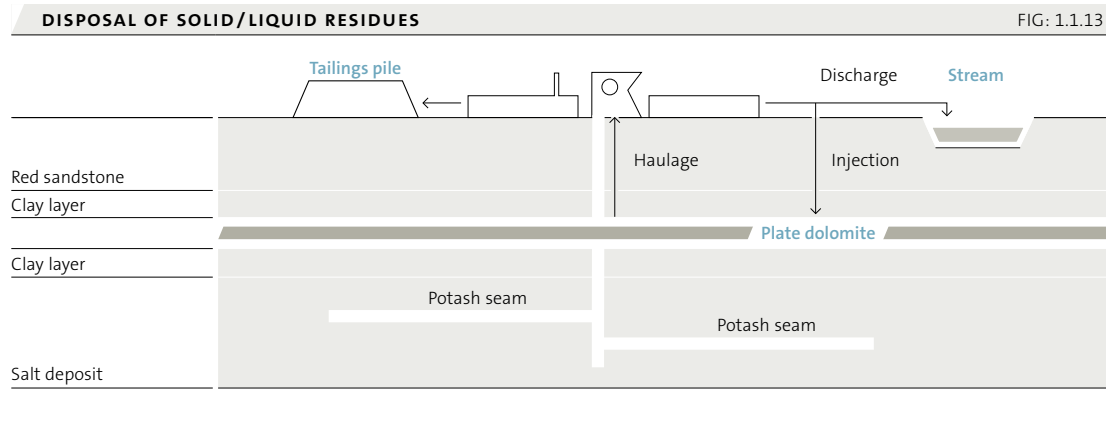 DISPOSAL OF SOLID/LIQUID RESIDUES
FIG: 1.1.13
Tailings pile
Discharge
Stream
Haulage
Injection
Red sandstone
Clay layer
Plate dolomite
Clay layer
Potash seam
Potash seam
Salt deposit